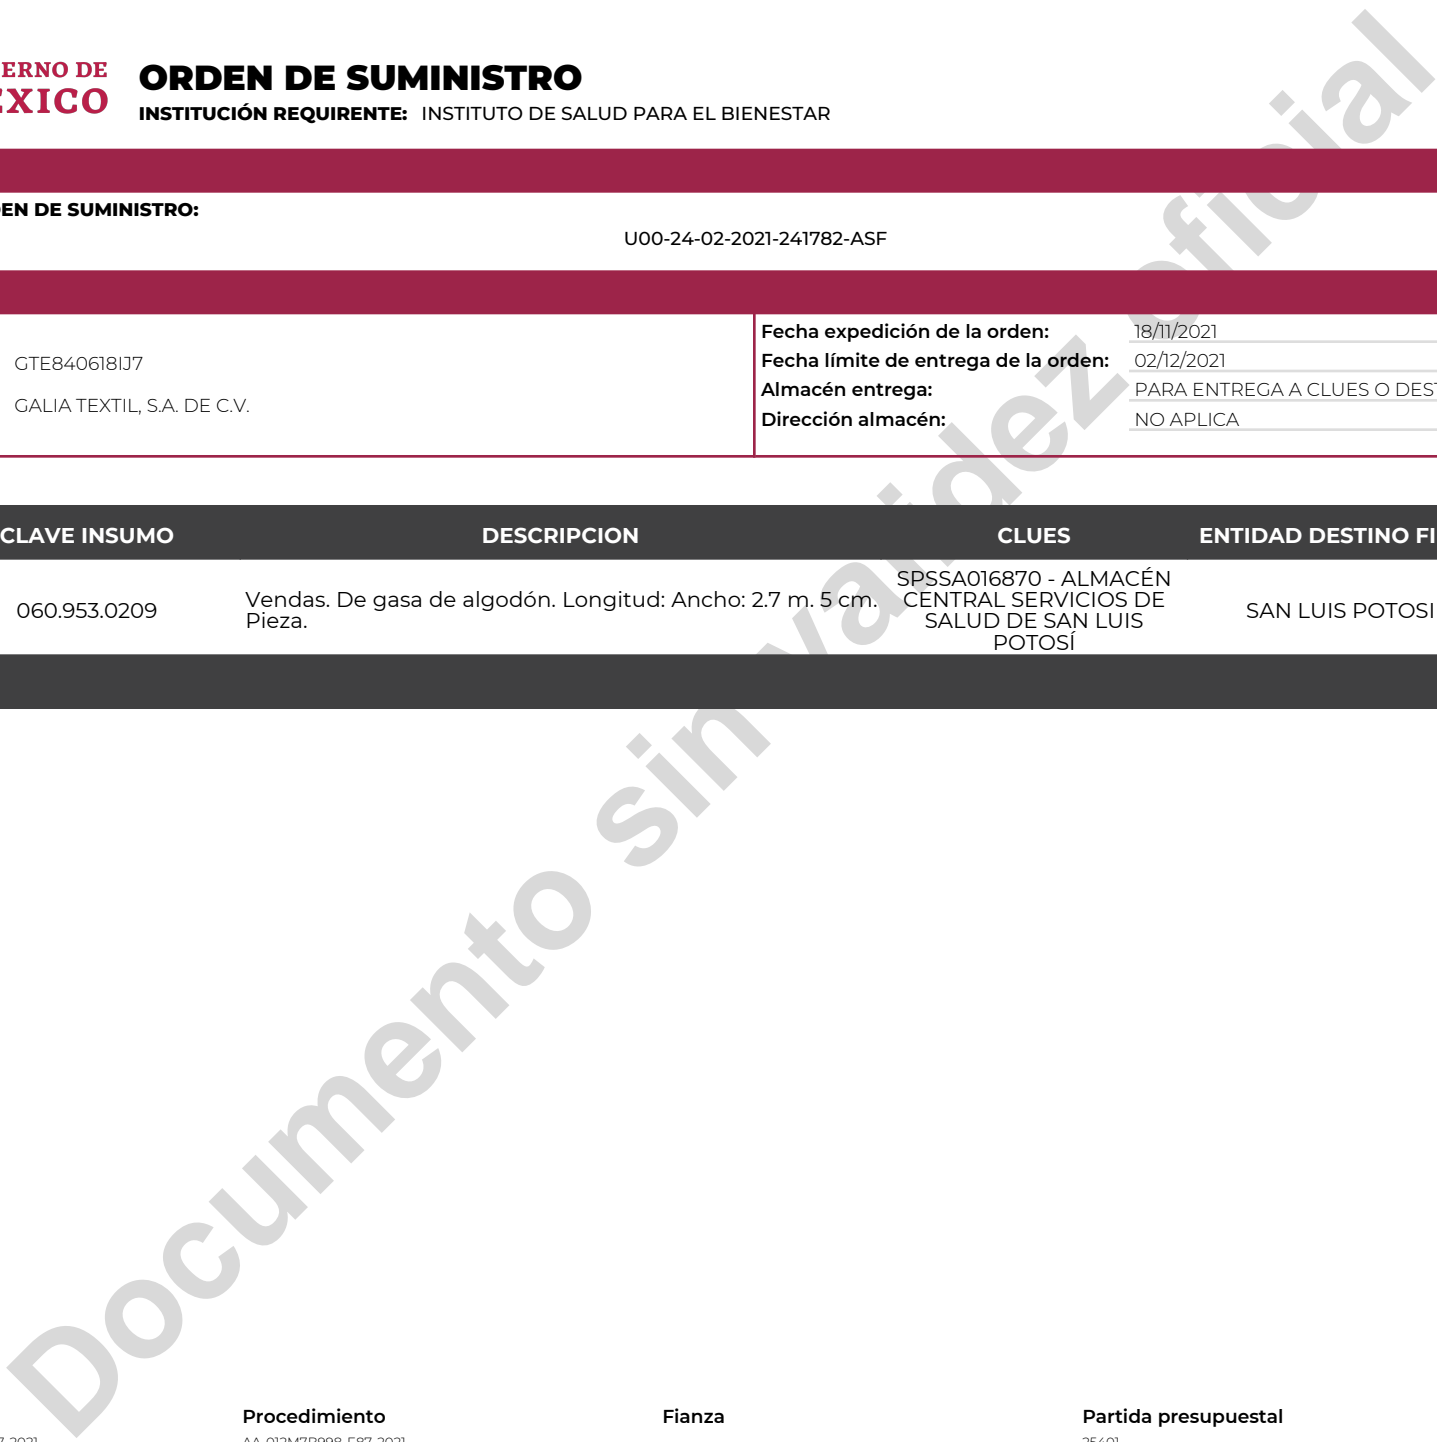 ERNO DE
ORDEN DE SUMINISTRO
XICO
INSTITUCIÓN REQUIRENTE: INSTITUTO DE SALUD PARA EL BIENESTAR
EN DE SUMINISTRO:
U00-24-02-2021-241782-ASF
Fecha expedición de la orden: 18/11/2021
GTE840618IJ7
Fecha límite de entrega de la orden: 02/12/2021
Almacén entrega: PARA ENTREGA A CLUES O DES
GALIA TEXTIL, S.A. DE C.V.
Dirección almacén: NO APLICA
CLAVE INSUMO DESCRIPCION CLUES ENTIDAD DESTINO FI
060.953.0209
Vendas. De gasa de algodón. Longitud: Ancho: 2.7 m. 5 cm.
Pieza.
SPSSA016870 - ALMACÉN
CENTRAL SERVICIOS DE
SALUD DE SAN LUIS
POTOSÍ
SAN LUIS POTOSI
Documento sin validez oficial
Procedimiento Fianza Partida presupuestal